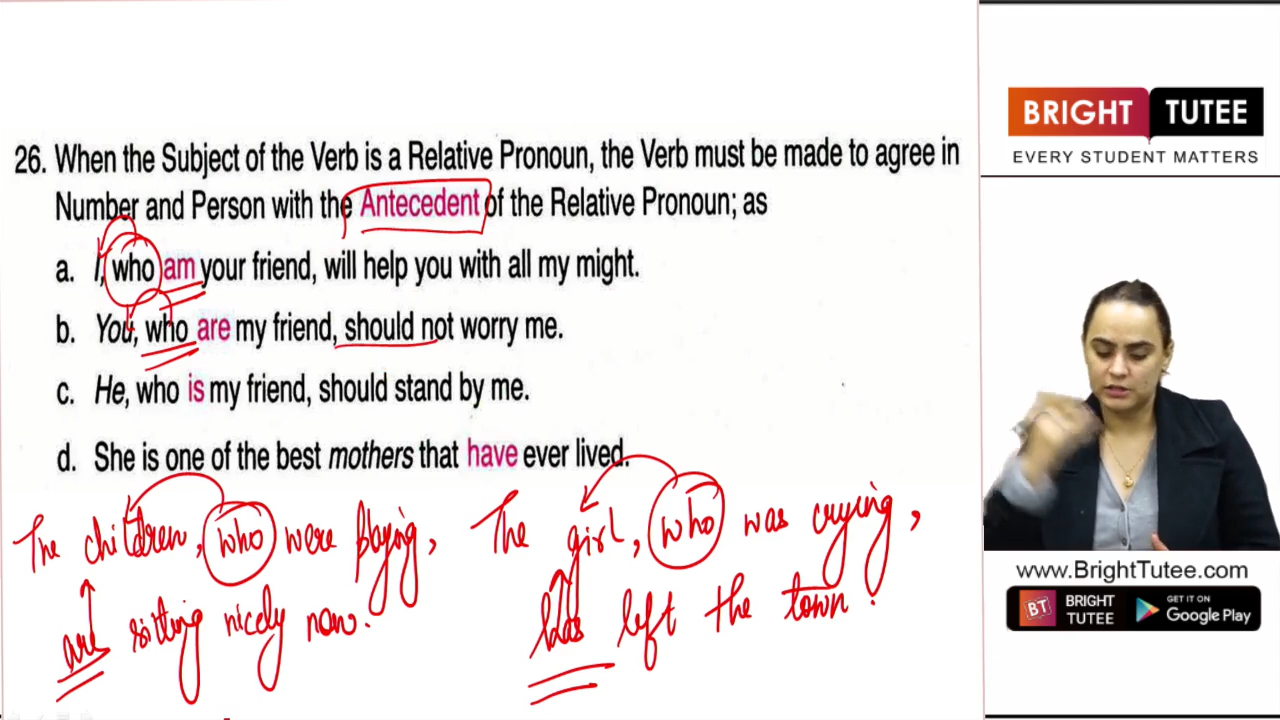 26. When the Subject of the Verb is a Relative Pronoun, the Verb must be made to agree in
Number and Person with the Antecedent of the Relative Pronoun; as
a. I, who am your friend, will help you with all my might.
b. You, who are my friend, should not worry me.
c. He, who is my friend, should stand by me.
d. She is one of the best mothers that have ever lived.
The children, who were playing,
are sitting nicely now.
The girl, who was crying,
has left the town.
BRIGHT TUTEE
EVERY STUDENT MATTERS
www.BrightTutee.com
BT BRIGHT TUTEE
GET IT ON Google Play